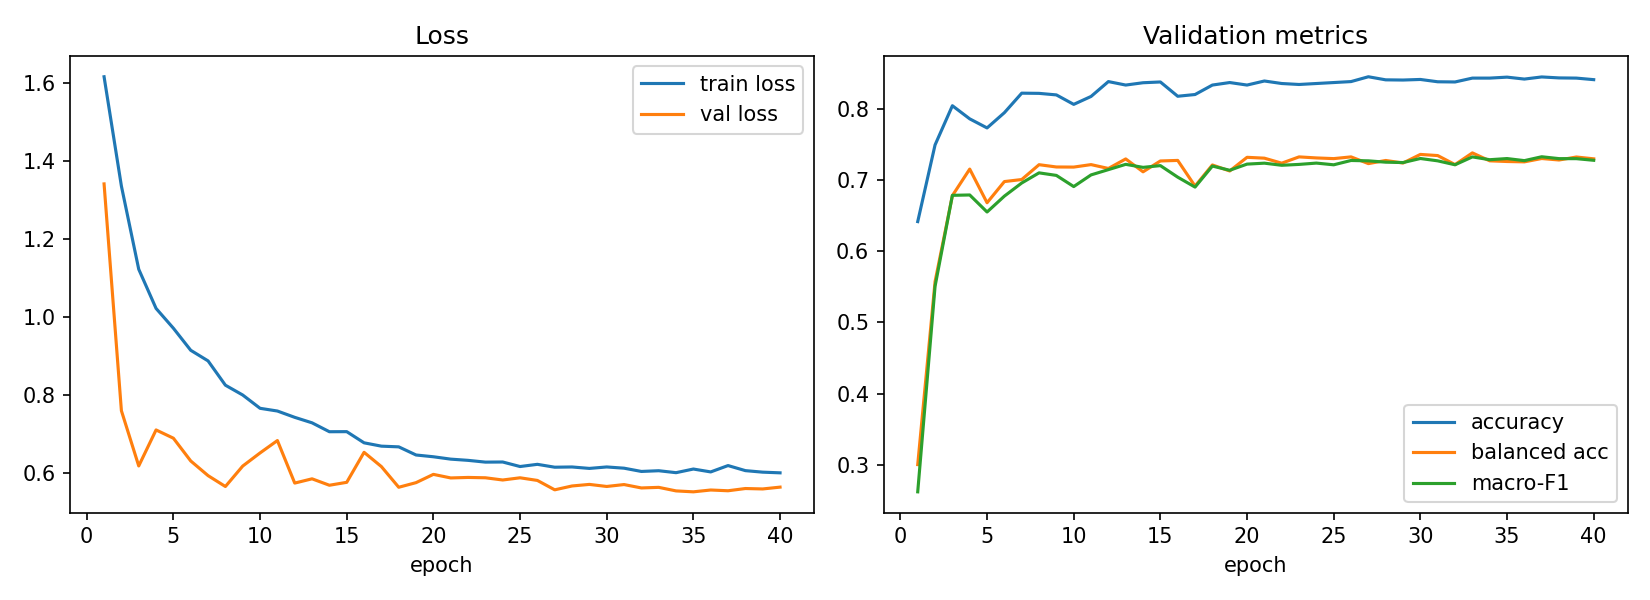 Loss
1.6
1.4
1.2
1.0
0.8
0.6
train loss
val loss
0 5 10 15 20 25 30 35 40
epoch
Validation metrics
0.8
0.7
0.6
0.5
0.4
0.3
accuracy
balanced acc
macro-F1
0 5 10 15 20 25 30 35 40
epoch